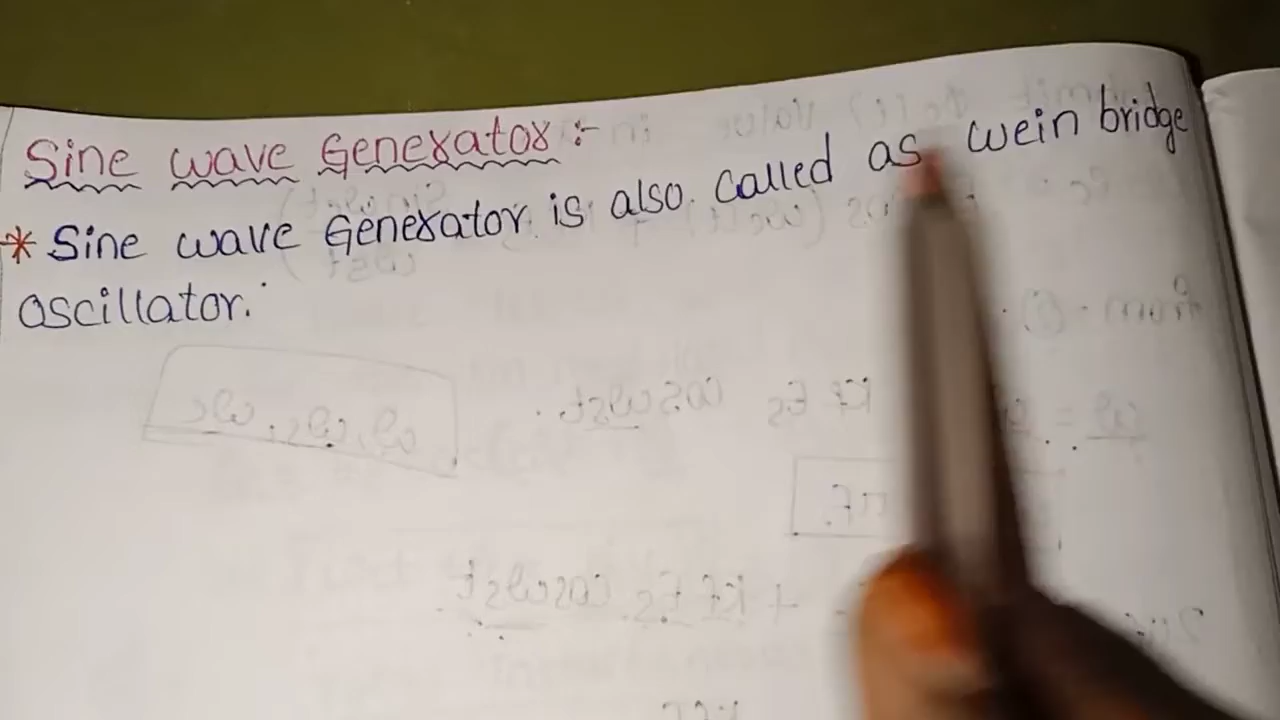 Sine wave Generator :-
* Sine wave Generator is also called as wein bridge
oscillator.